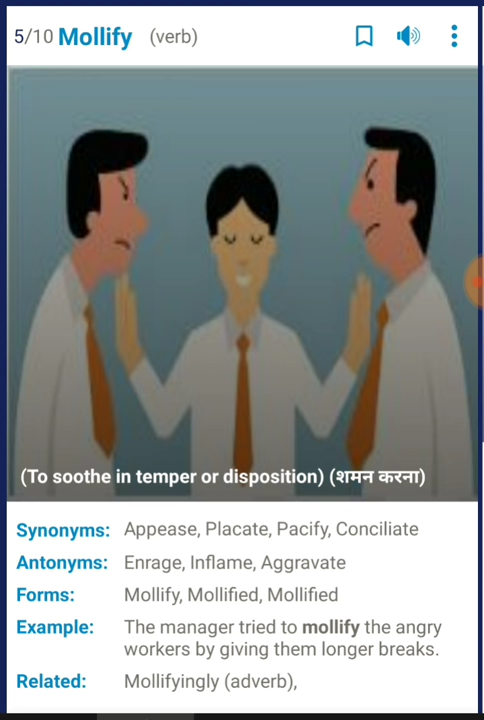 5/10 Mollify (verb)
(To soothe in temper or disposition) (शमन करना)
Synonyms: Appease, Placate, Pacify, Conciliate
Antonyms: Enrage, Inflame, Aggravate
Forms: Mollify, Mollified, Mollified
Example: The manager tried to mollify the angry
workers by giving them longer breaks.
Related: Mollifyingly (adverb),